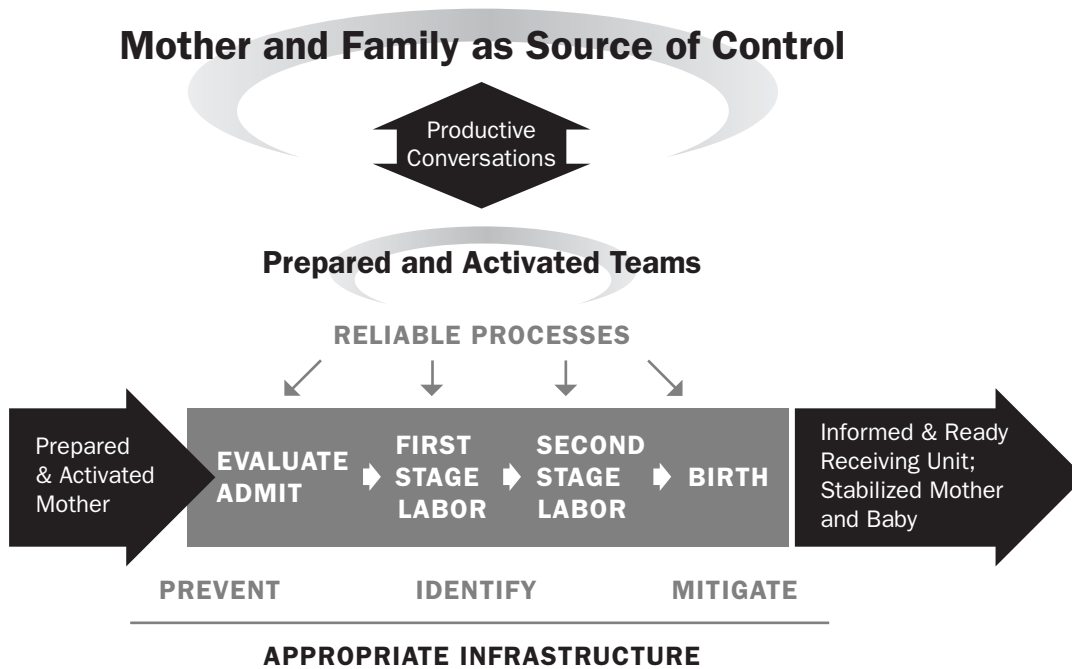 Mother and Family as Source of Control
Productive
Conversations
Prepared and Activated Teams
RELIABLE PROCESSES
Prepared
& Activated
Mother
EVALUATE
ADMIT
FIRST
STAGE
LABOR
SECOND
STAGE
LABOR
BIRTH
Informed & Ready
Receiving Unit;
Stabilized Mother
and Baby
PREVENT
IDENTIFY
MITIGATE
APPROPRIATE INFRASTRUCTURE